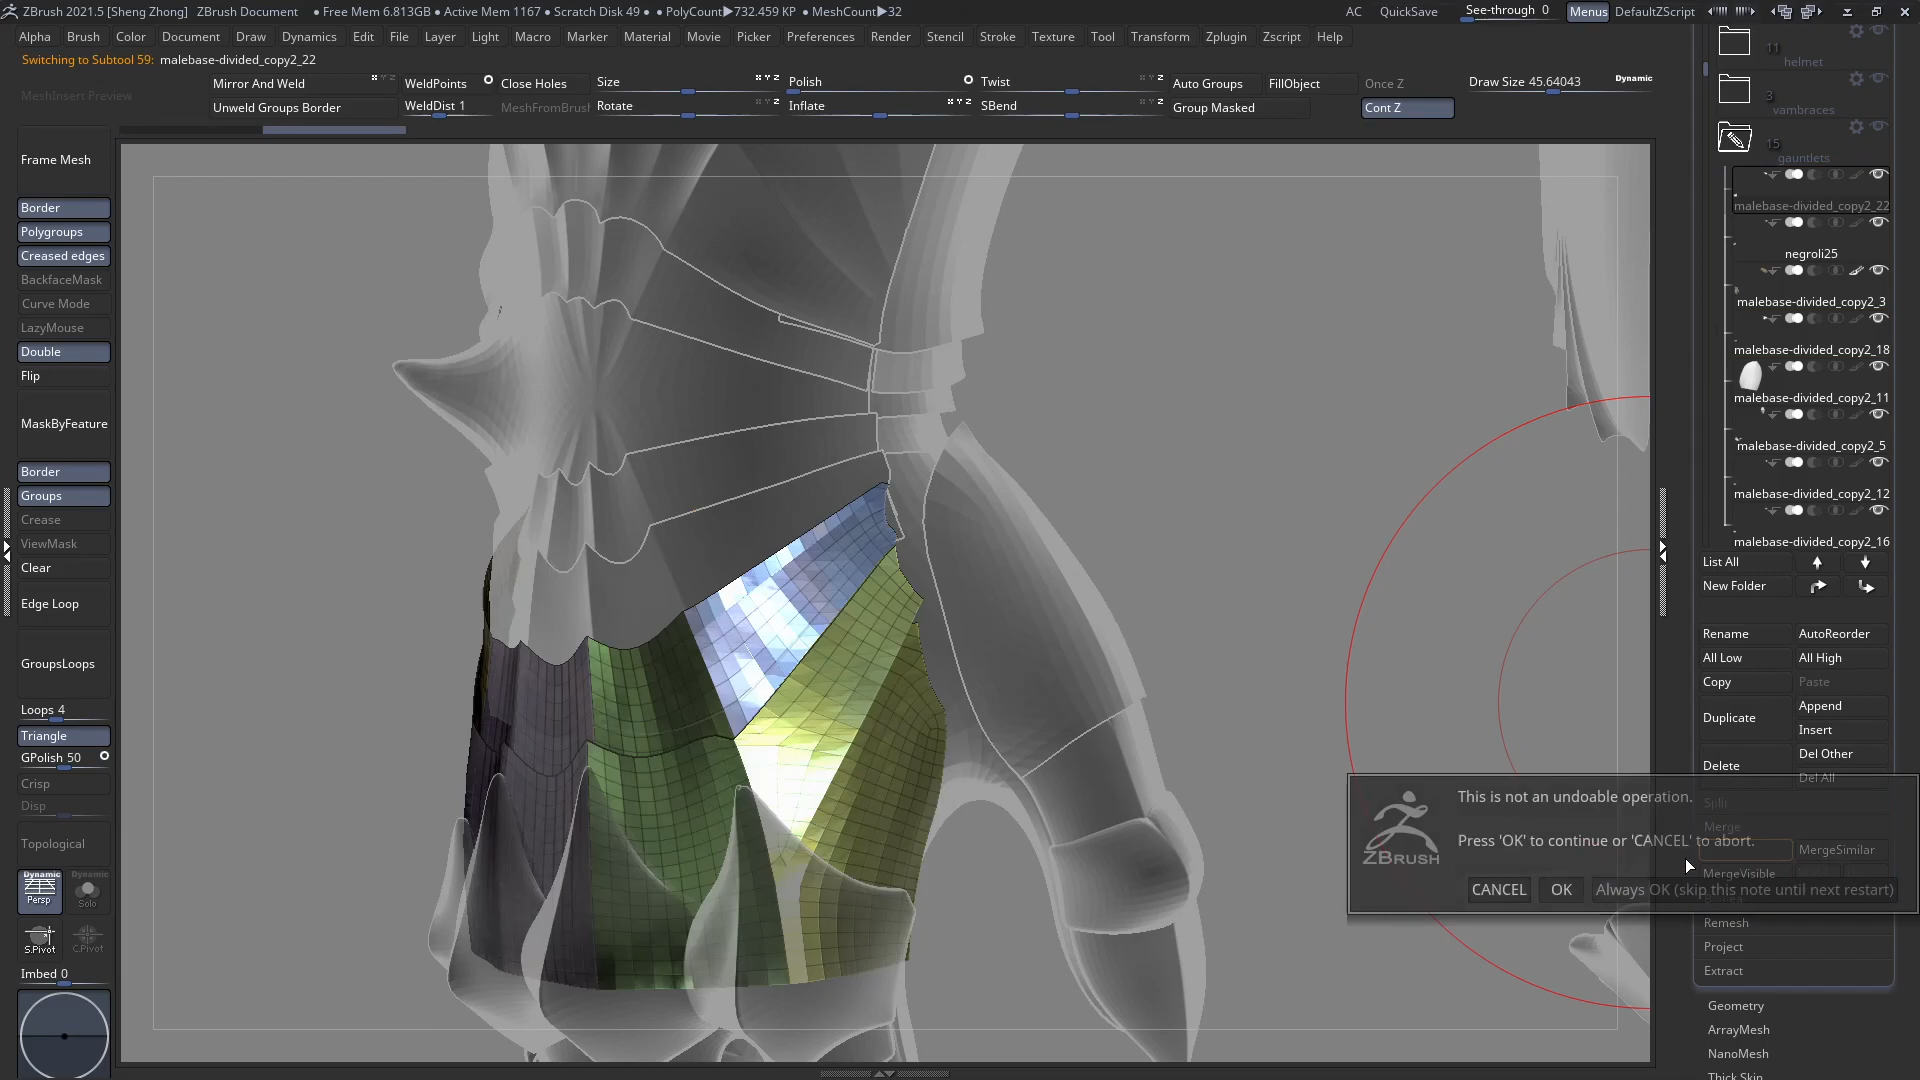 ZBrush 2021.5 [Sheng Zhong] ZBrush Document • Free Mem 6.813GB • Active Mem 1167 • Scratch Disk 49 • • PolyCount▶732.459 KP • MeshCount▶32 AC QuickSave See-through 0 Menus DefaultZScript
Alpha Brush Color Document Draw Dynamics Edit File Layer Light Macro Marker Material Movie Picker Preferences Render Stencil Stroke Texture Tool Transform Zplugin Zscript Help
Switching to Subtool 59: malebase-divided_copy2_22
MeshInsert Preview
Mirror And Weld WeldPoints Close Holes Size Polish Twist Auto Groups FillObject Once Z Draw Size 45.64043 Dynamic
Unweld Groups Border WeldDist 1 MeshFromBrush Rotate Inflate SBend Group Masked Cont Z
Frame Mesh
Border
Polygroups
Creased edges
BackfaceMask
Curve Mode
LazyMouse
Double
Flip
MaskByFeature
Border
Groups
Crease
ViewMask
Clear
Edge Loop
GroupsLoops
Loops 4
Triangle
GPolish 50
Crisp
Disp
Topological
Dynamic
Persp
Dynamic
Solo
S.Pivot
C.Pivot
Imbed 0
11
helmet
3
vambraces
15
gauntlets
malebase-divided_copy2_22
negroli25
malebase-divided_copy2_3
malebase-divided_copy2_18
malebase-divided_copy2_11
malebase-divided_copy2_5
malebase-divided_copy2_12
malebase-divided_copy2_16
List All
New Folder
Rename AutoReorder
All Low All High
Copy Paste
Duplicate Append
Insert
Delete Del Other
Del All
Split
Merge
MergeSimilar
MergeVisible
This is not an undoable operation.
Press 'OK' to continue or 'CANCEL' to abort.
ZBRUSH
CANCEL OK Always OK (skip this note until next restart)
Remesh
Project
Extract
Geometry
ArrayMesh
NanoMesh
Thick Skin